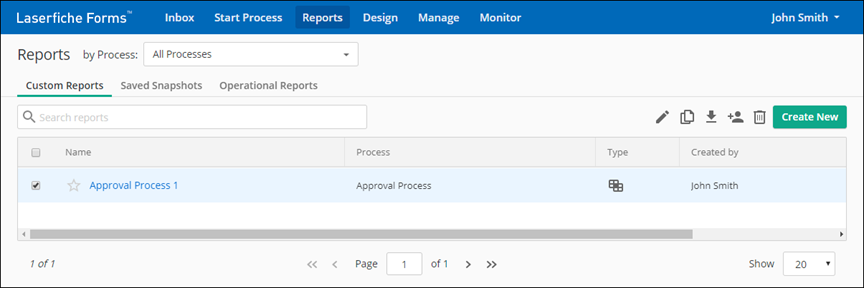 Laserfiche Forms™ Inbox Start Process Reports Design Manage Monitor John Smith
Reports by Process: All Processes
Custom Reports Saved Snapshots Operational Reports
Search reports Create New
Name Process Type Created by
Approval Process 1 Approval Process John Smith
1 of 1 Page 1 of 1 Show 20